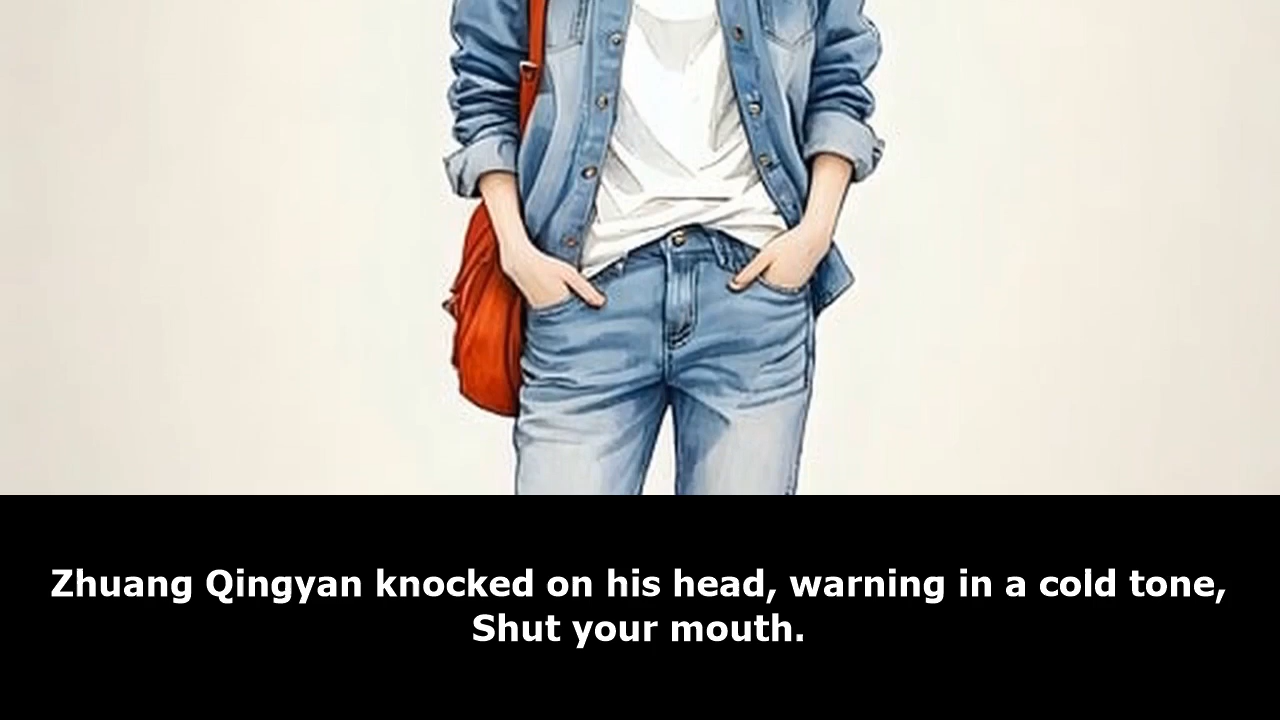 Zhuang Qingyan knocked on his head, warning in a cold tone,
Shut your mouth.